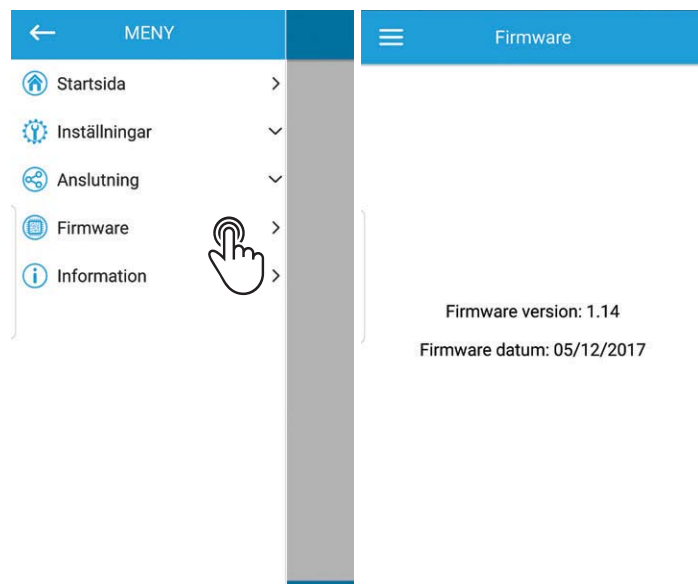 MENY
Startsida
Inställningar
Anslutning
Firmware
Information
Firmware
Firmware version: 1.14
Firmware datum: 05/12/2017